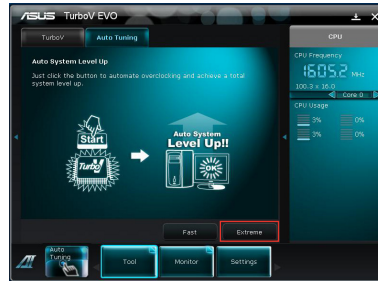 ASUS TurboV EVO
TurboV
Auto Tuning
CPU
Auto System Level Up
Just click the button to automate overclocking and achieve a total
system level up.
CPU Frequency
1605.2 MHz
100.3 x 16.0
Core 0
CPU Usage
3%
0%
3%
0%
Start
Turbo!
Auto System
Level Up!!
OK
Fast
Extreme
Auto
Tuning
Tool
Monitor
Settings